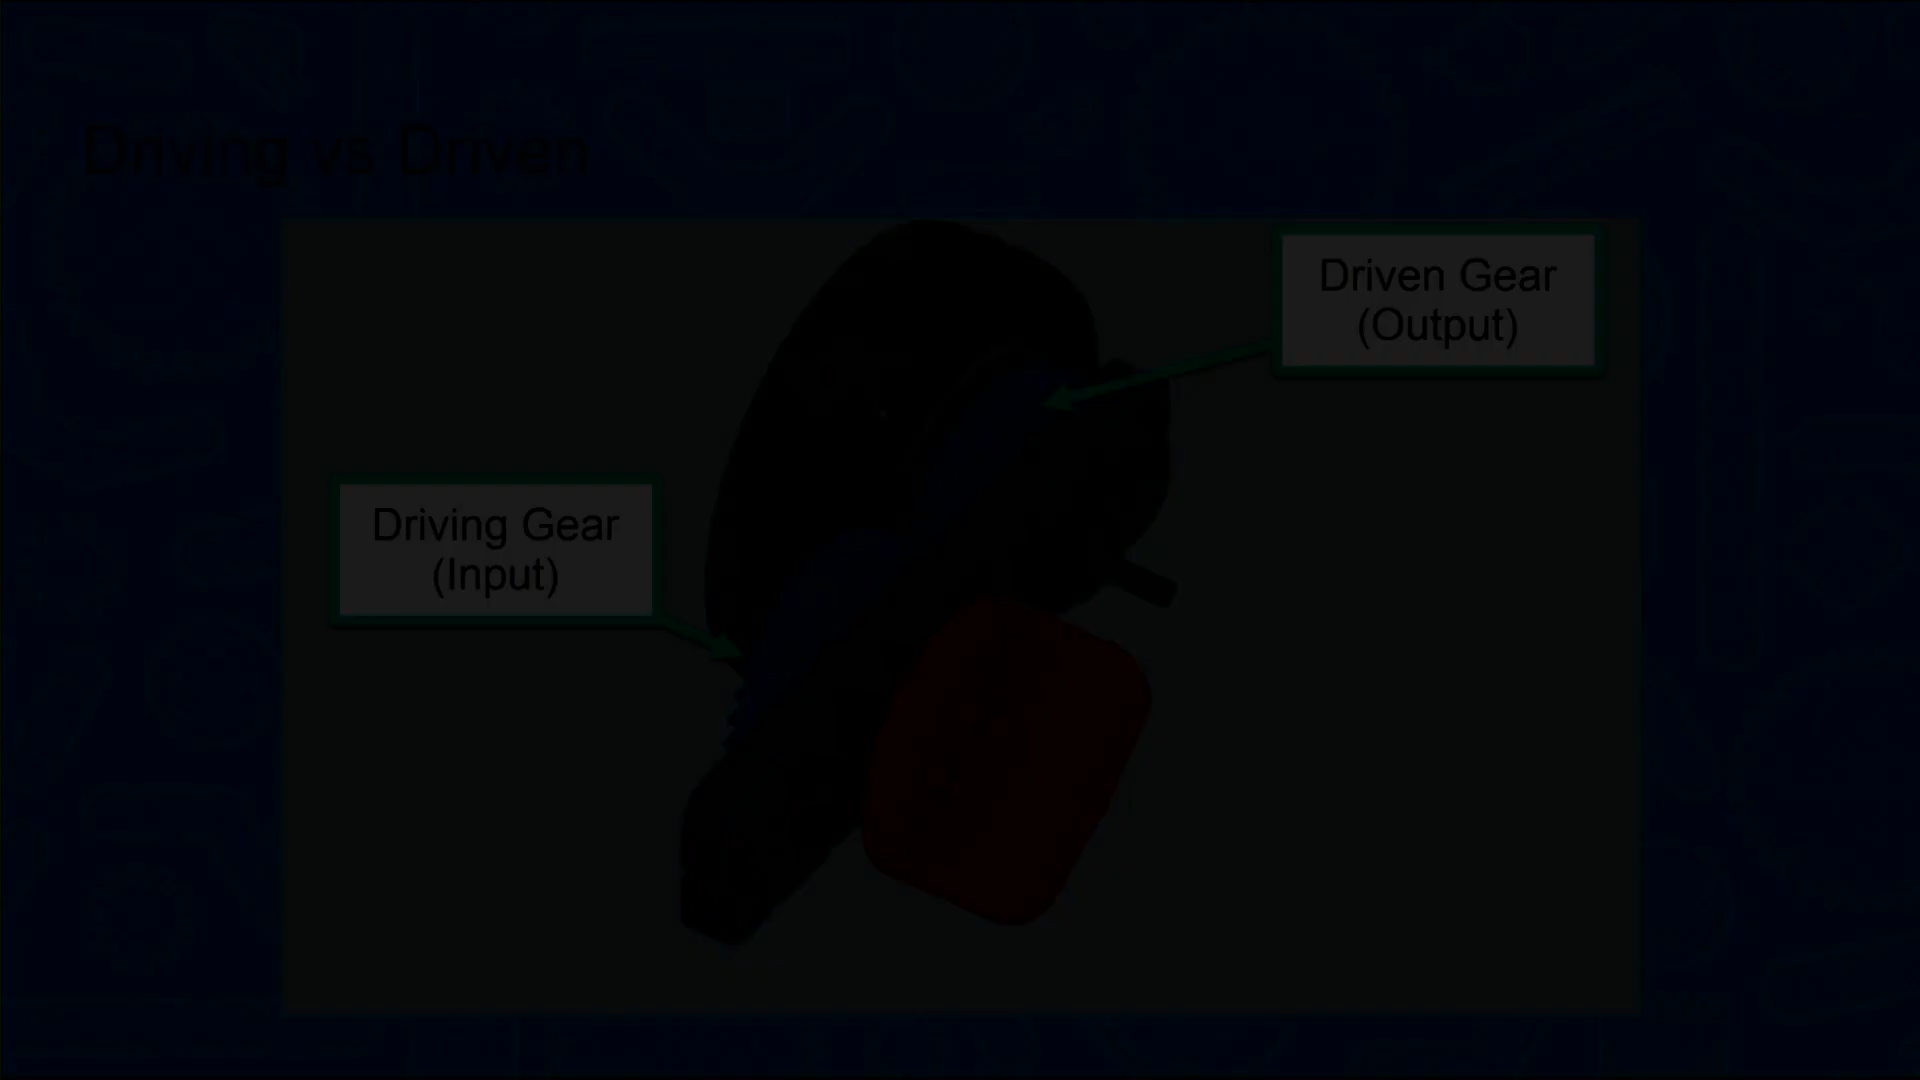 Driving vs Driven
Driven Gear
(Output)
Driving Gear
(Input)